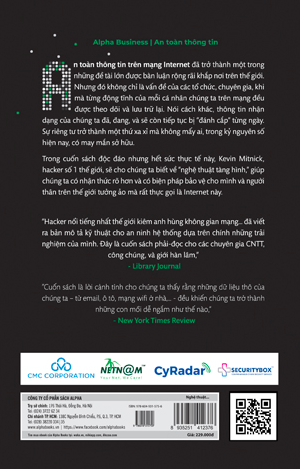 Alpha Business | An toàn thông tin
An toàn thông tin trên mạng Internet đã trở thành một trong
những đề tài lớn được bàn luận rộng rãi khắp nơi trên thế giới.
Nhưng đó không chỉ là vấn đề của các tổ chức, chuyên gia, khi
mà từng động tĩnh của mỗi cá nhân chúng ta trên mạng đều
được theo dõi và lưu trữ lại. Nói cách khác, thông tin nhận
dạng của chúng ta đã, đang, và sẽ còn tiếp tục bị “đánh cắp” từng ngày.
Sự riêng tư trở thành một thứ xa xỉ mà không mấy ai, trong kỷ nguyên số
hiện nay, có may mắn sở hữu.
Trong cuốn sách độc đáo nhưng hết sức thực tế này, Kevin Mitnick,
hacker số 1 thế giới, sẽ cho chúng ta biết về “nghệ thuật tàng hình,” giúp
chúng ta có nhận thức rõ hơn và có biện pháp bảo vệ cho mình và người
thân trên thế giới tưởng ảo mà rất thực gọi là Internet này.
“Hacker nổi tiếng nhất thế giới kiêm anh hùng không gian mạng... đã viết
ra bản mô tả kỹ thuật cho an ninh hệ thống dựa trên chính những trải
nghiệm của mình. Đây là cuốn sách phải-đọc cho các chuyên gia CNTT,
công chúng, và giới hàn lâm,”
– Library Journal
“Cuốn sách là lời cảnh tỉnh cho chúng ta thấy rằng những dữ liệu thô của
chúng ta – từ email, ô tô, mạng wifi ở nhà,... – đều khiến chúng ta trở thành
những con mồi dễ ngắm như thế nào,”
– New York Times Review
CMC CORPORATION
NETN@M
CyRadar
SECURITYBOX
CÔNG TY CỔ PHẦN SÁCH ALPHA
Nghệ thuật...
8 935251 412376
Giá: 229.000đ